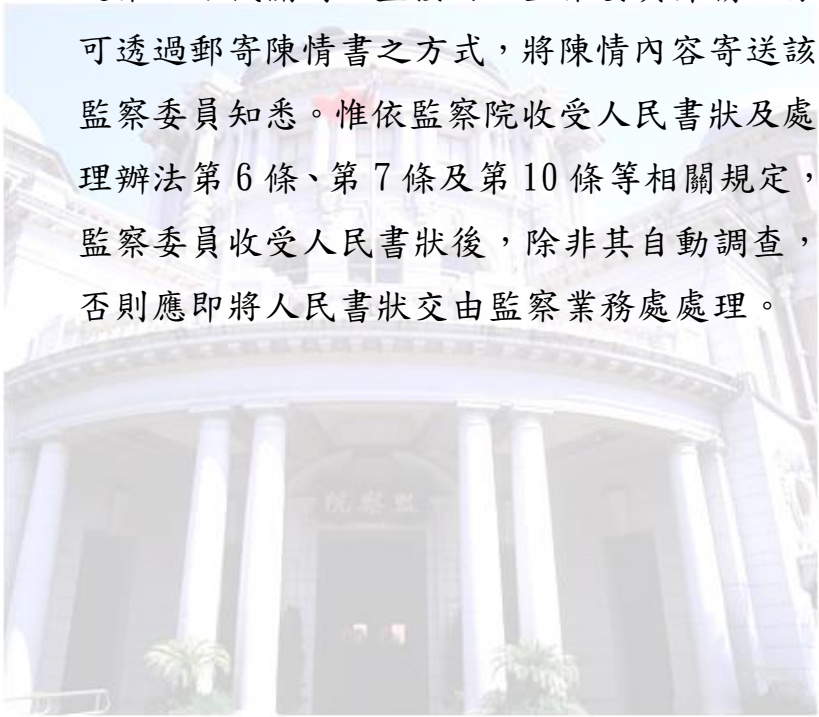 可透過郵寄陳情書之方式，將陳情內容寄送該
監察委員知悉。惟依監察院收受人民書狀及處
理辦法第 6 條、第 7 條及第 10 條等相關規定，
監察委員收受人民書狀後，除非其自動調查，
否則應即將人民書狀交由監察業務處處理。
院察監